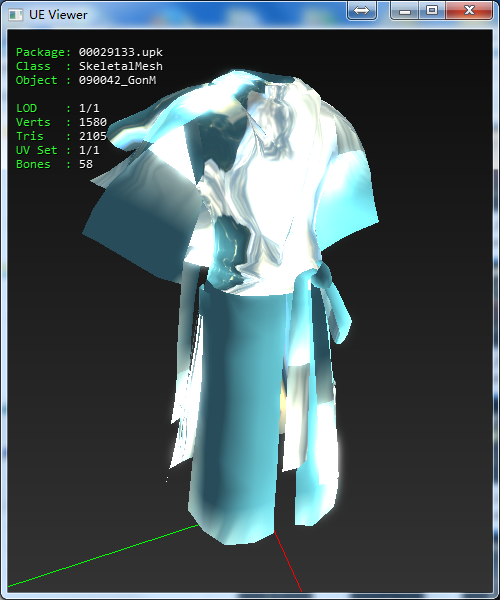 UE Viewer
Package: 00029133.upk
Class : SkeletalMesh
Object : 090042_GonM
LOD : 1/1
Verts : 1580
Tris : 2105
UV Set : 1/1
Bones : 58